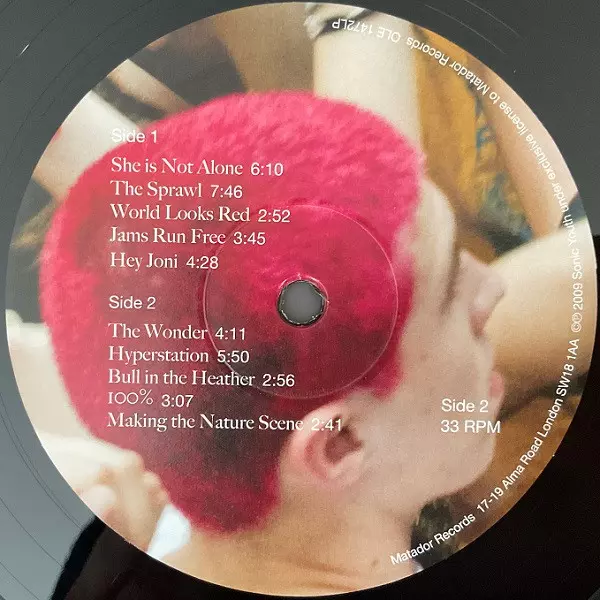 Side 1
She is Not Alone 6:10
The Sprawl 7:46
World Looks Red 2:52
Jams Run Free 3:45
Hey Joni 4:28
Side 2
The Wonder 4:11
Hyperstation 5:50
Bull in the Heather 2:56
100% 3:07
Making the Nature Scene 2:41
Side 2
33 RPM
Matador Records 17-19 Alma Road London SW18 1AA ©℗ 2009 Sonic Youth under exclusive license to Matador Records OLE 1472LP